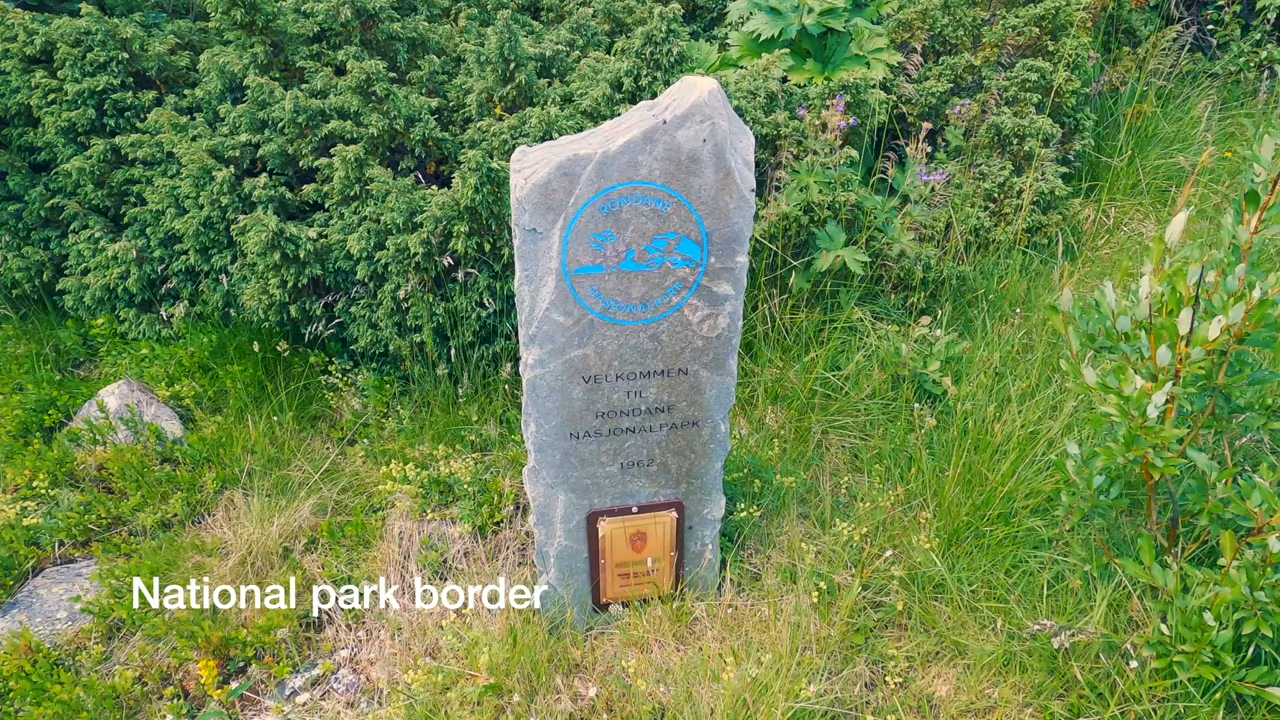 RONDANE
NASJONALPARK
VELKOMMEN
TIL
RONDANE
NASJONALPARK
1962
National park border